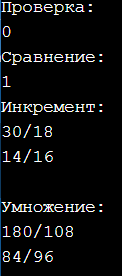 Проверка:
0
Сравнение:
1
Инкремент:
30/18
14/16

Умножение:
180/108
84/96